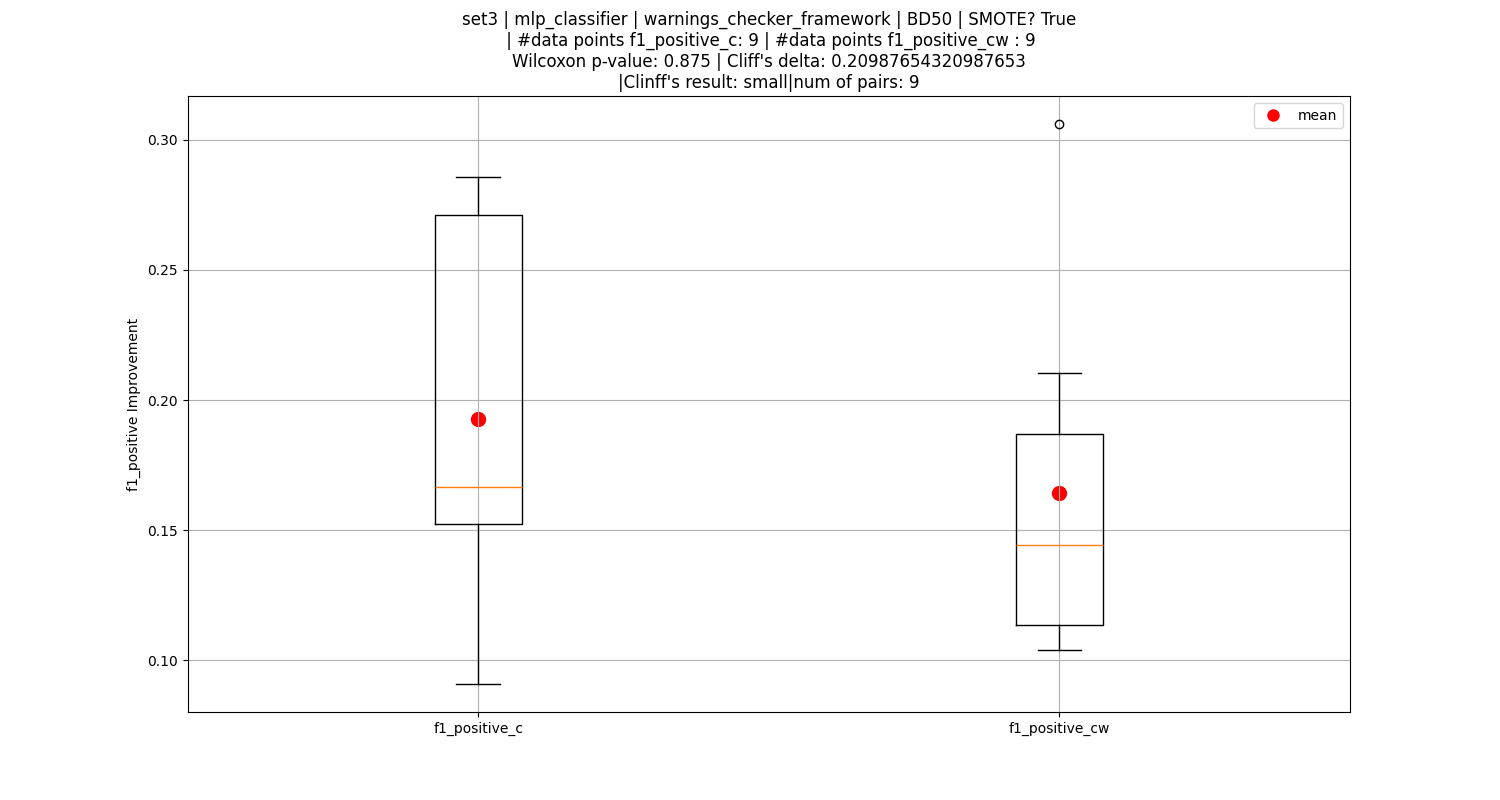 set3 | mlp_classifier | warnings_checker_framework | BD50 | SMOTE? True
| #data points f1_positive_c: 9 | #data points f1_positive_cw : 9
Wilcoxon p-value: 0.875 | Cliff's delta: 0.20987654320987653
|Clinff's result: small|num of pairs: 9
mean
0.30
0.25
0.20
0.15
0.10
f1_positive Improvement
f1_positive_c
f1_positive_cw